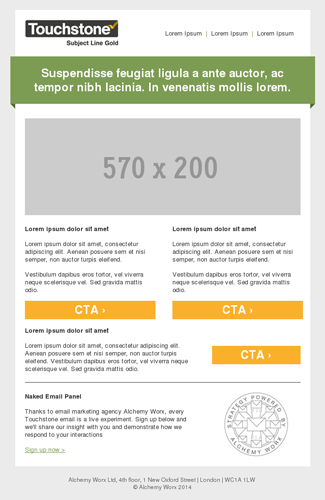 Touchstone
Subject Line Gold
Lorem Ipsum | Lorem Ipsum | Lorem Ipsum
Suspendisse feugiat ligula a ante auctor, ac
tempor nibh lacinia. In venenatis mollis lorem.
570 x 200
Lorem ipsum dolor sit amet
Lorem ipsum dolor sit amet, consectetur
adipiscing elit. Aenean posuere sem et nisi
semper, non auctor turpis eleifend.
Vestibulum dapibus eros tortor, vel viverra
neque scelerisque vel. Sed gravida mattis
odio.
CTA ›
Lorem ipsum dolor sit amet
Lorem ipsum dolor sit amet, consectetur
adipiscing elit. Aenean posuere sem et nisi
semper, non auctor turpis eleifend.
Vestibulum dapibus eros tortor, vel viverra
neque scelerisque vel. Sed gravida mattis
odio.
CTA ›
Lorem ipsum dolor sit amet
Lorem ipsum dolor sit amet, consectetur adipiscing elit.
Aenean posuere sem et nisi semper, non auctor turpis
eleifend. Vestibulum dapibus eros tortor, vel viverra neque
scelerisque vel. Sed gravida mattis odio.
CTA ›
Naked Email Panel
Thanks to email marketing agency Alchemy Worx, every
Touchstone email is a live experiment. Sign up below and
we'll share our insight with you and demonstrate how we
respond to your interactions
Sign up now >
STRATEGY POWERED BY
ALCHEMY WORX
Alchemy Worx Ltd, 4th floor, 1 New Oxford Street | London | WC1A 1LW
© Alchemy Worx 2014